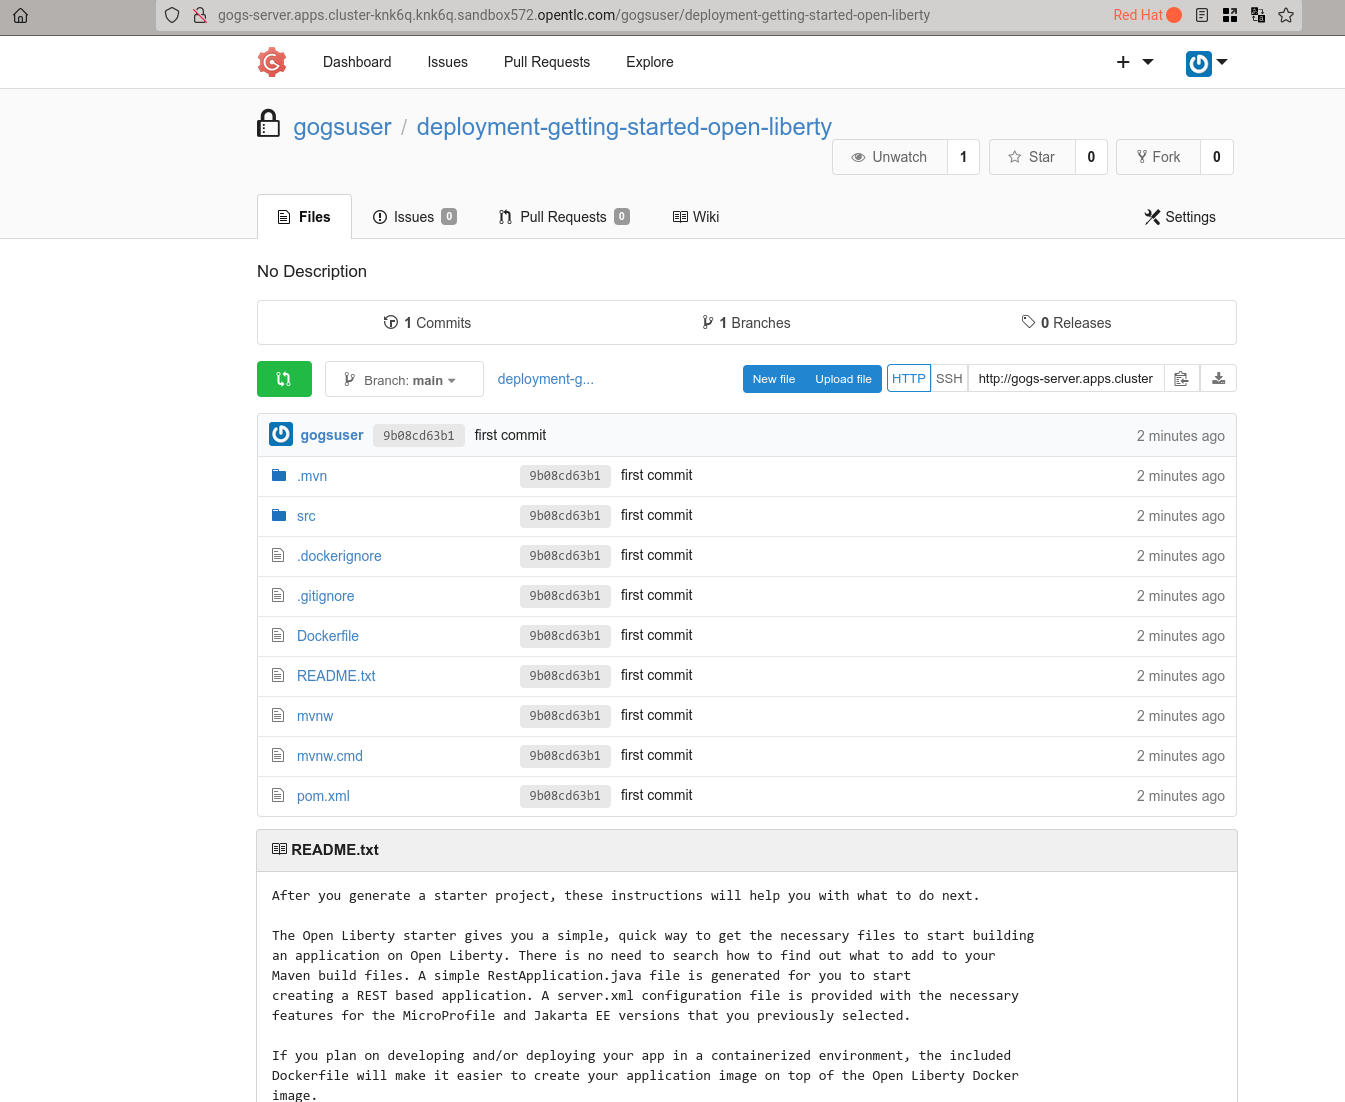 gogs-server.apps.cluster-knk6q.knk6q.sandbox572.opentlc.com/gogsuser/deployment-getting-started-open-liberty
Red Hat
Dashboard Issues Pull Requests Explore
gogsuser / deployment-getting-started-open-liberty
Unwatch 1 Star 0 Fork 0
Files Issues 0 Pull Requests 0 Wiki Settings
No Description
1 Commits 1 Branches 0 Releases
Branch: main deployment-g... New file Upload file HTTP SSH http://gogs-server.apps.cluster
gogsuser 9b08cd63b1 first commit 2 minutes ago
.mvn 9b08cd63b1 first commit 2 minutes ago
src 9b08cd63b1 first commit 2 minutes ago
.dockerignore 9b08cd63b1 first commit 2 minutes ago
.gitignore 9b08cd63b1 first commit 2 minutes ago
Dockerfile 9b08cd63b1 first commit 2 minutes ago
README.txt 9b08cd63b1 first commit 2 minutes ago
mvnw 9b08cd63b1 first commit 2 minutes ago
mvnw.cmd 9b08cd63b1 first commit 2 minutes ago
pom.xml 9b08cd63b1 first commit 2 minutes ago
README.txt
After you generate a starter project, these instructions will help you with what to do next.
The Open Liberty starter gives you a simple, quick way to get the necessary files to start building
an application on Open Liberty. There is no need to search how to find out what to add to your
Maven build files. A simple RestApplication.java file is generated for you to start
creating a REST based application. A server.xml configuration file is provided with the necessary
features for the MicroProfile and Jakarta EE versions that you previously selected.
If you plan on developing and/or deploying your app in a containerized environment, the included
Dockerfile will make it easier to create your application image on top of the Open Liberty Docker
image.